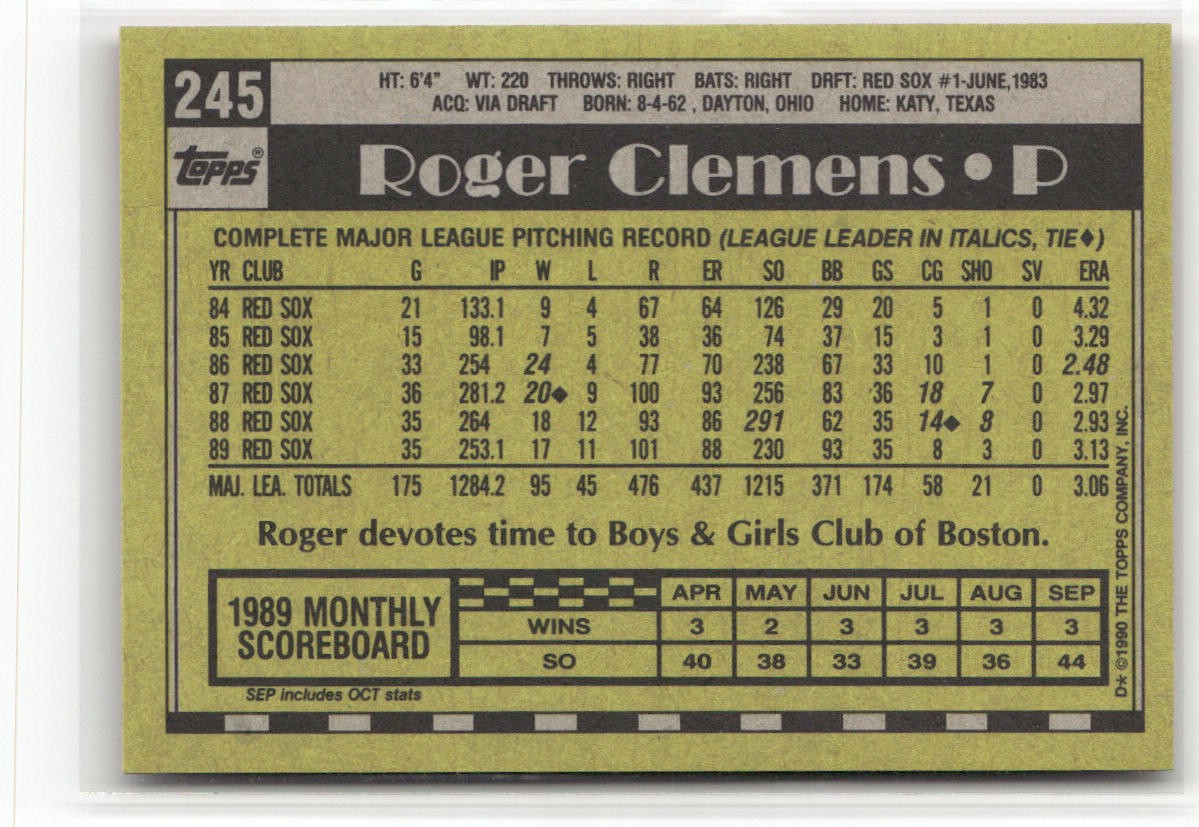 245
HT: 6'4" WT: 220 THROWS: RIGHT BATS: RIGHT DRFT: RED SOX #1-JUNE,1983
ACQ: VIA DRAFT BORN: 8-4-62 , DAYTON, OHIO HOME: KATY, TEXAS
TOPPS®
Roger Clemens • P
COMPLETE MAJOR LEAGUE PITCHING RECORD (LEAGUE LEADER IN ITALICS, TIE♦)
YR CLUB G IP W L R ER SO BB GS CG SHO SV ERA
84 RED SOX 21 133.1 9 4 67 64 126 29 20 5 1 0 4.32
85 RED SOX 15 98.1 7 5 38 36 74 37 15 3 1 0 3.29
86 RED SOX 33 254 24 4 77 70 238 67 33 10 1 0 2.48
87 RED SOX 36 281.2 20♦ 9 100 93 256 83 36 18 7 0 2.97
88 RED SOX 35 264 18 12 93 86 291 62 35 14♦ 8 0 2.93
89 RED SOX 35 253.1 17 11 101 88 230 93 35 8 3 0 3.13
MAJ. LEA. TOTALS 175 1284.2 95 45 476 437 1215 371 174 58 21 0 3.06
Roger devotes time to Boys & Girls Club of Boston.
1989 MONTHLY
SCOREBOARD
APR MAY JUN JUL AUG SEP
WINS 3 2 3 3 3 3
SO 40 38 33 39 36 44
SEP includes OCT stats
D* ©1990 THE TOPPS COMPANY, INC.